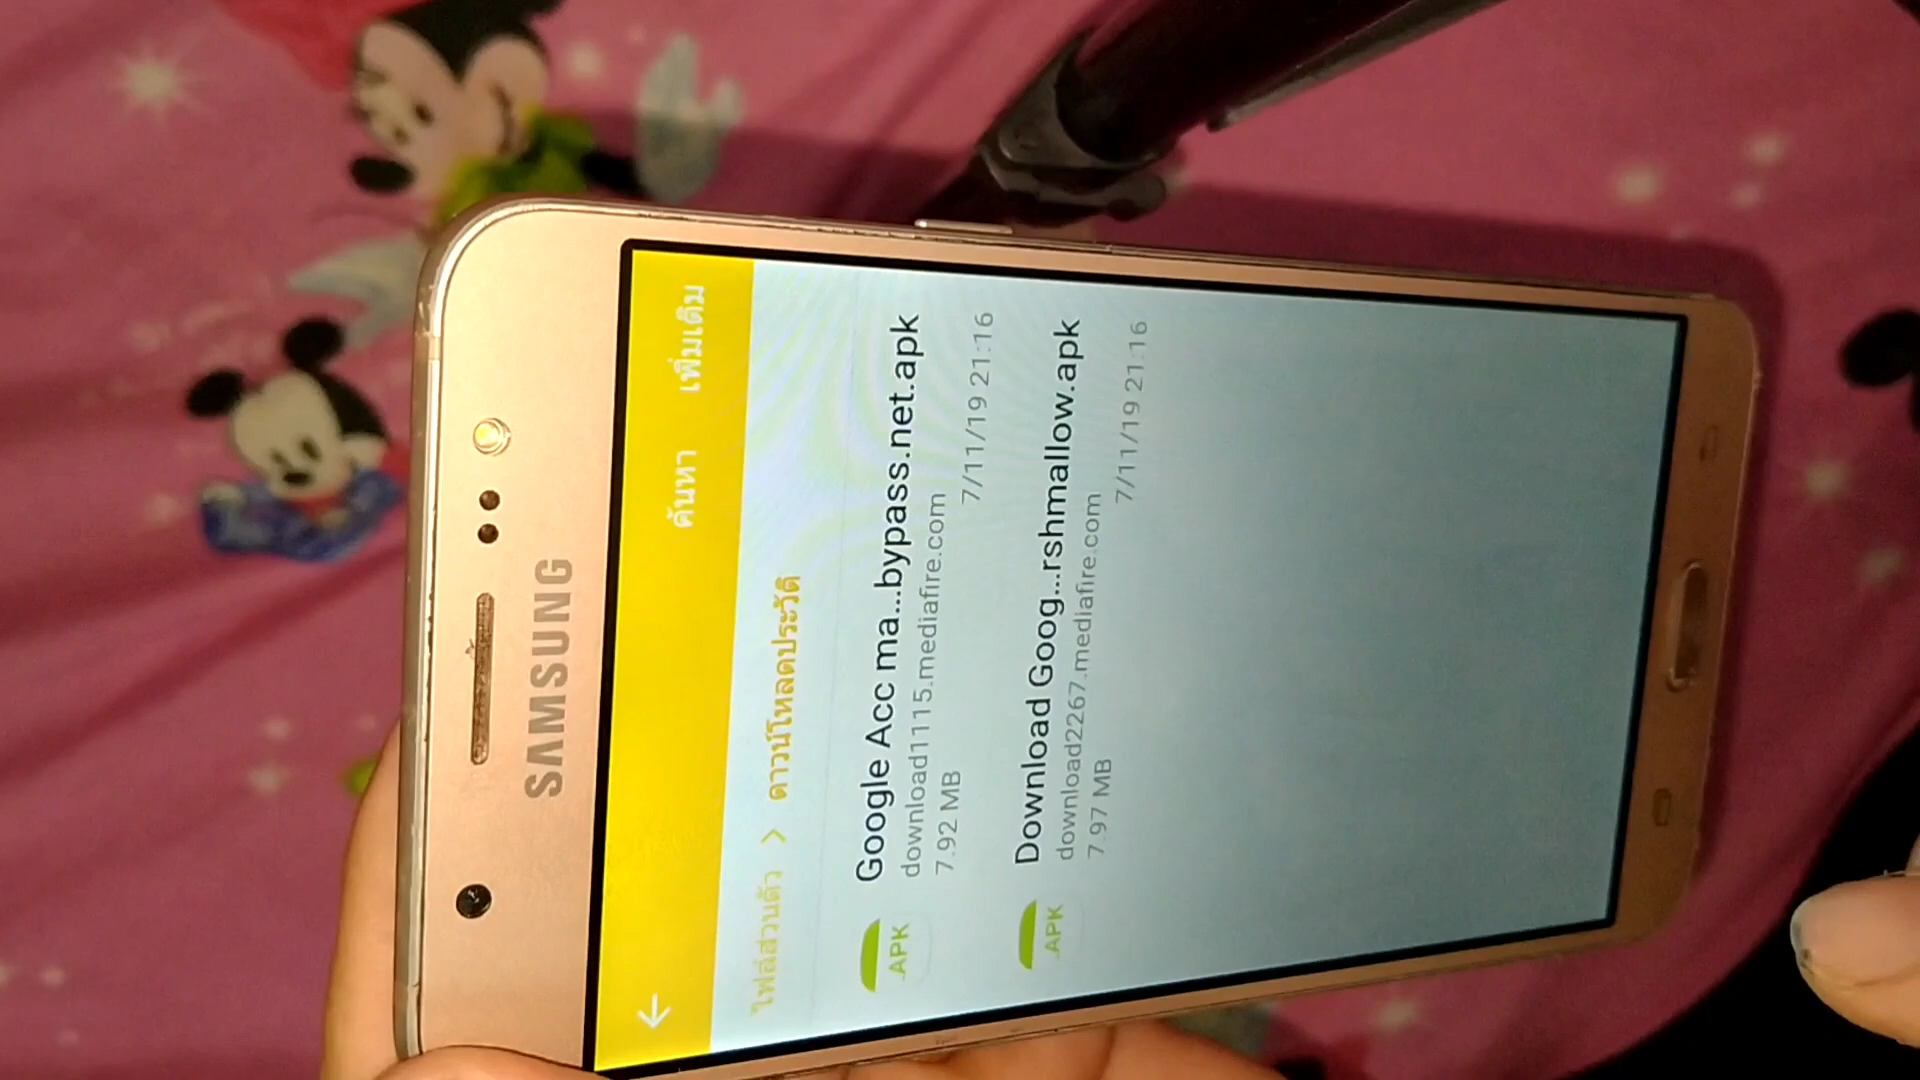 SAMSUNG
ค้นหา เพิ่มเติม
ไฟล์ส่วนตัว > ดาวน์โหลดประวัติ
Google Acc ma...bypass.net.apk
download1115.mediafire.com
7.92 MB 7/11/19 21:16
APK
Download Goog...rshmallow.apk
download2267.mediafire.com
7.97 MB 7/11/19 21:16
APK